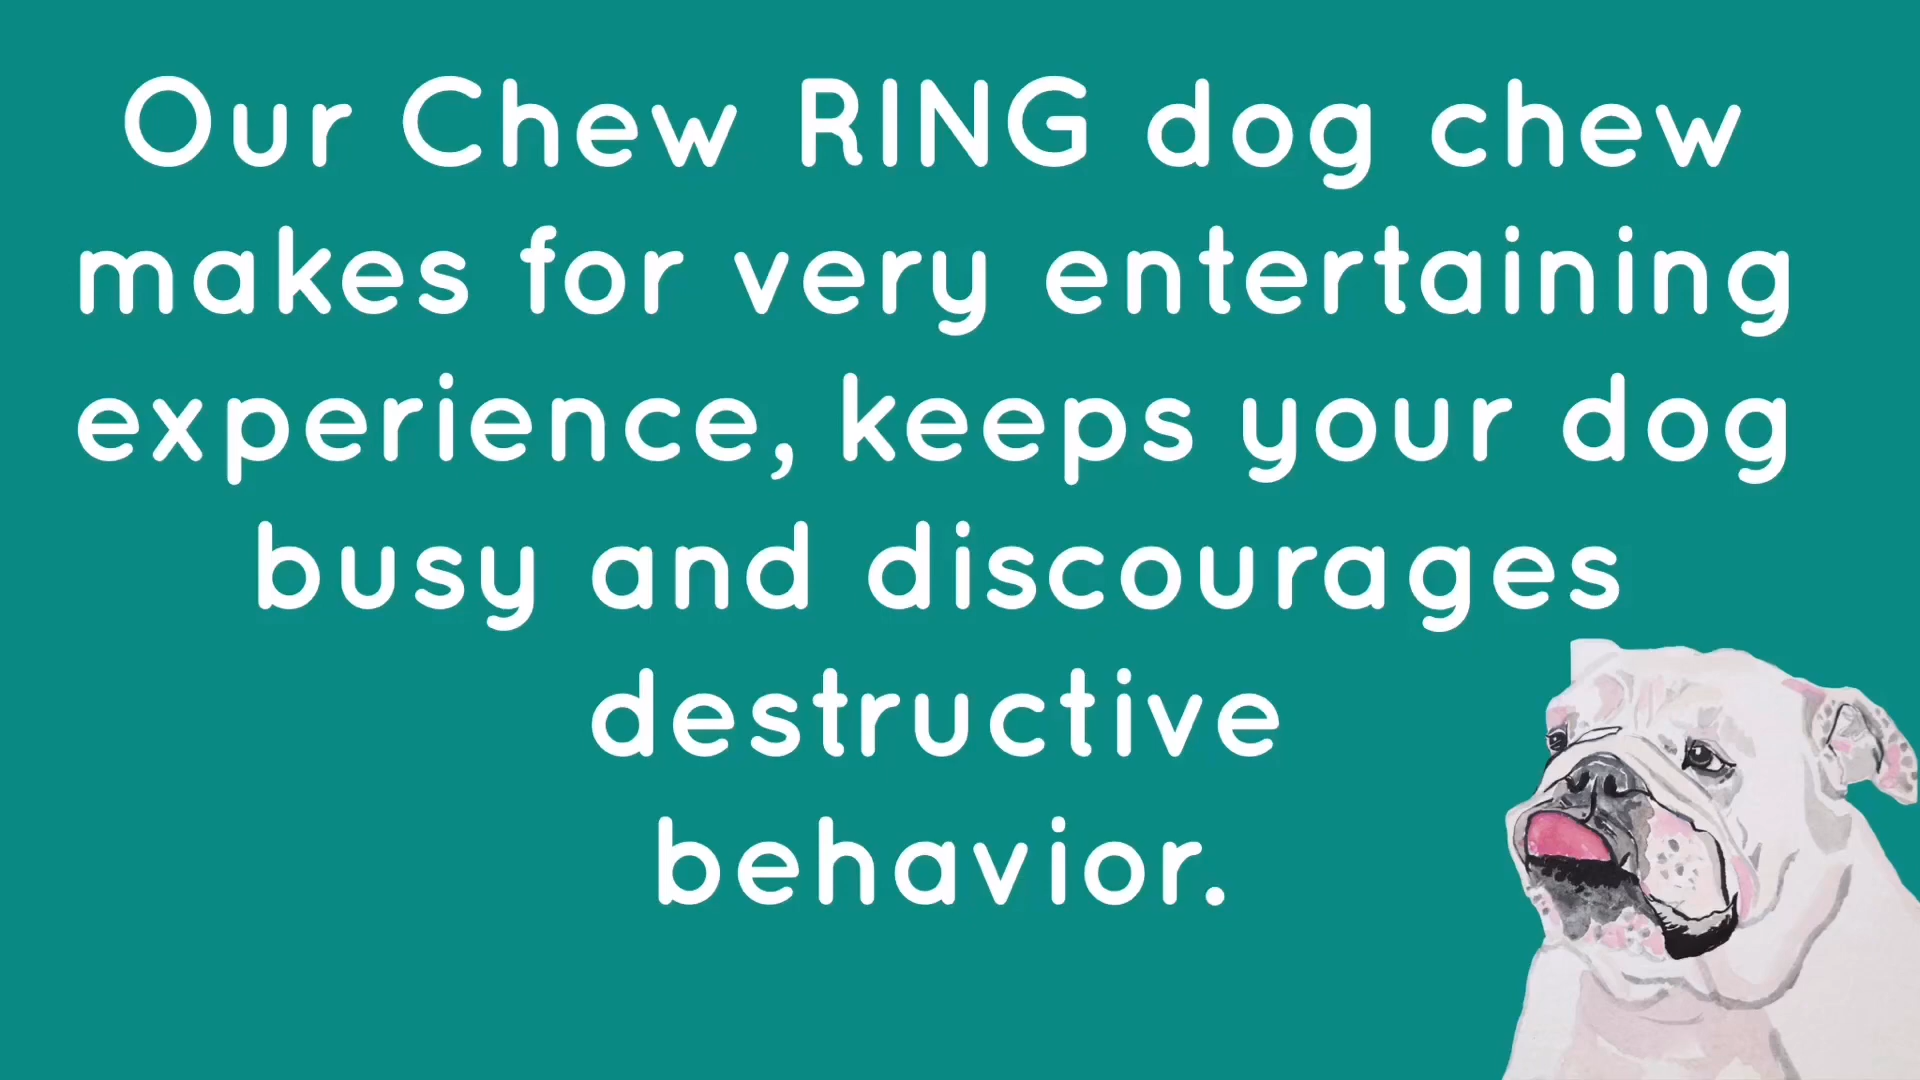 Our Chew RING dog chew
makes for very entertaining
experience, keeps your dog
busy and discourages
destructive
behavior.